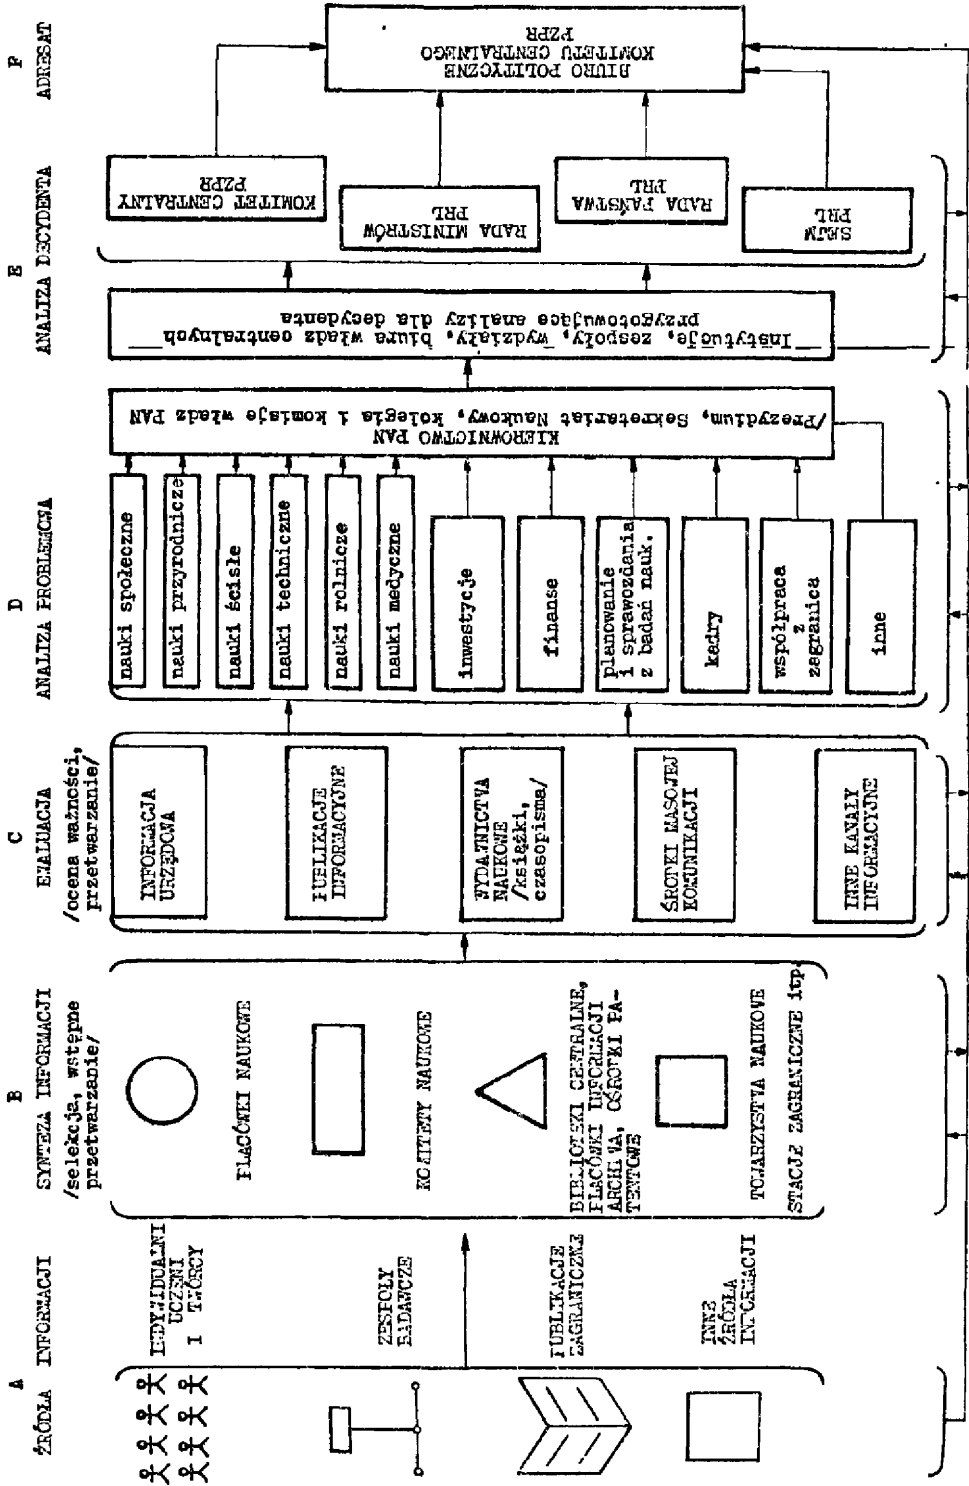 A
ŹRÓDŁA INFORMACJI
INDYWIDUALNI
UCZENI
I TWÓRCY
ZESPOŁY
BADAWCZE
PUBLIKACJE
ZAGRANICZNE
INNE
ŹRÓDŁA
INFORMACJI
B
SYNTEZA INFORMACJI
/selekcja, wstępne
przetwarzanie/
PLACÓWKI NAUKOWE
KOMITETY NAUKOWE
BIBLIOTEKI CENTRALNE,
PLACÓWKI INFORMACJI
ARCHIWA, OŚRODKI PA-
TENTOWE
TOWARZYSTWA NAUKOWE
STACJE ZAGRANICZNE itp.
C
EWALUACJA
/ocena ważności,
przetwarzanie/
INFORMACJA
URZĘDOWA
PUBLIKACJE
INFORMACYJNE
WYDAWNICTWA
NAUKOWE
/książki,
czasopisma/
ŚRODKI MASOJEJ
KOMUNIKACJI
INNE KANAŁY
INFORMACYJNE
D
ANALIZA PROBLEMOWA
nauki społeczne
nauki przyrodnicze
nauki ścisłe
nauki techniczne
nauki rolnicze
nauki medyczne
inwestycje
finanse
planowanie
i sprawozdania
z badań nauk.
kadry
współpraca
z
zagranica
inne
KIEROWNICTWO PAN
/Prezydium, Sekretariat Naukowy, kolegia i komisje władz PAN
E
ANALIZA DECYDENTA
Instytucje, zespoły, wydziały, biura władz centralnych
przygotowujące analizy dla decydenta
KOMITET CENTRALNY
PZPR
RADA MINISTRÓW
PRL
RADA PAŃSTWA
PRL
SEJM
PRL
F
ADRESAT
BIURO POLITYCZNE
KOMITETU CENTRALNEGO
PZPR